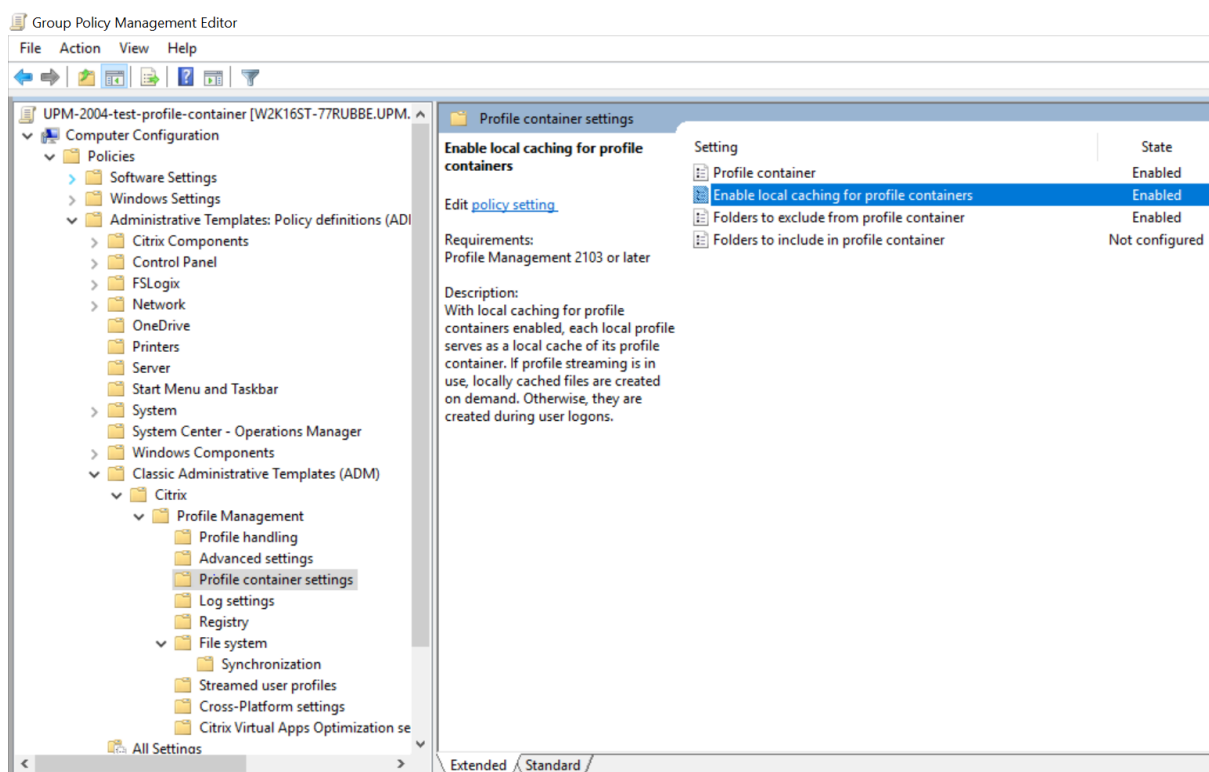 Group Policy Management Editor
File Action View Help
UPM-2004-test-profile-container [W2K16ST-77RUBBE.UPM.
Computer Configuration
Policies
Software Settings
Windows Settings
Administrative Templates: Policy definitions (ADI
Citrix Components
Control Panel
FSLogix
Network
OneDrive
Printers
Server
Start Menu and Taskbar
System
System Center - Operations Manager
Windows Components
Classic Administrative Templates (ADM)
Citrix
Profile Management
Profile handling
Advanced settings
Profile container settings
Log settings
Registry
File system
Synchronization
Streamed user profiles
Cross-Platform settings
Citrix Virtual Apps Optimization se
All Settings
Profile container settings
Enable local caching for profile
containers
Edit policy setting
Requirements:
Profile Management 2103 or later
Description:
With local caching for profile
containers enabled, each local profile
serves as a local cache of its profile
container. If profile streaming is in
use, locally cached files are created
on demand. Otherwise, they are
created during user logons.
Setting State
Profile container Enabled
Enable local caching for profile containers Enabled
Folders to exclude from profile container Enabled
Folders to include in profile container Not configured
Extended Standard